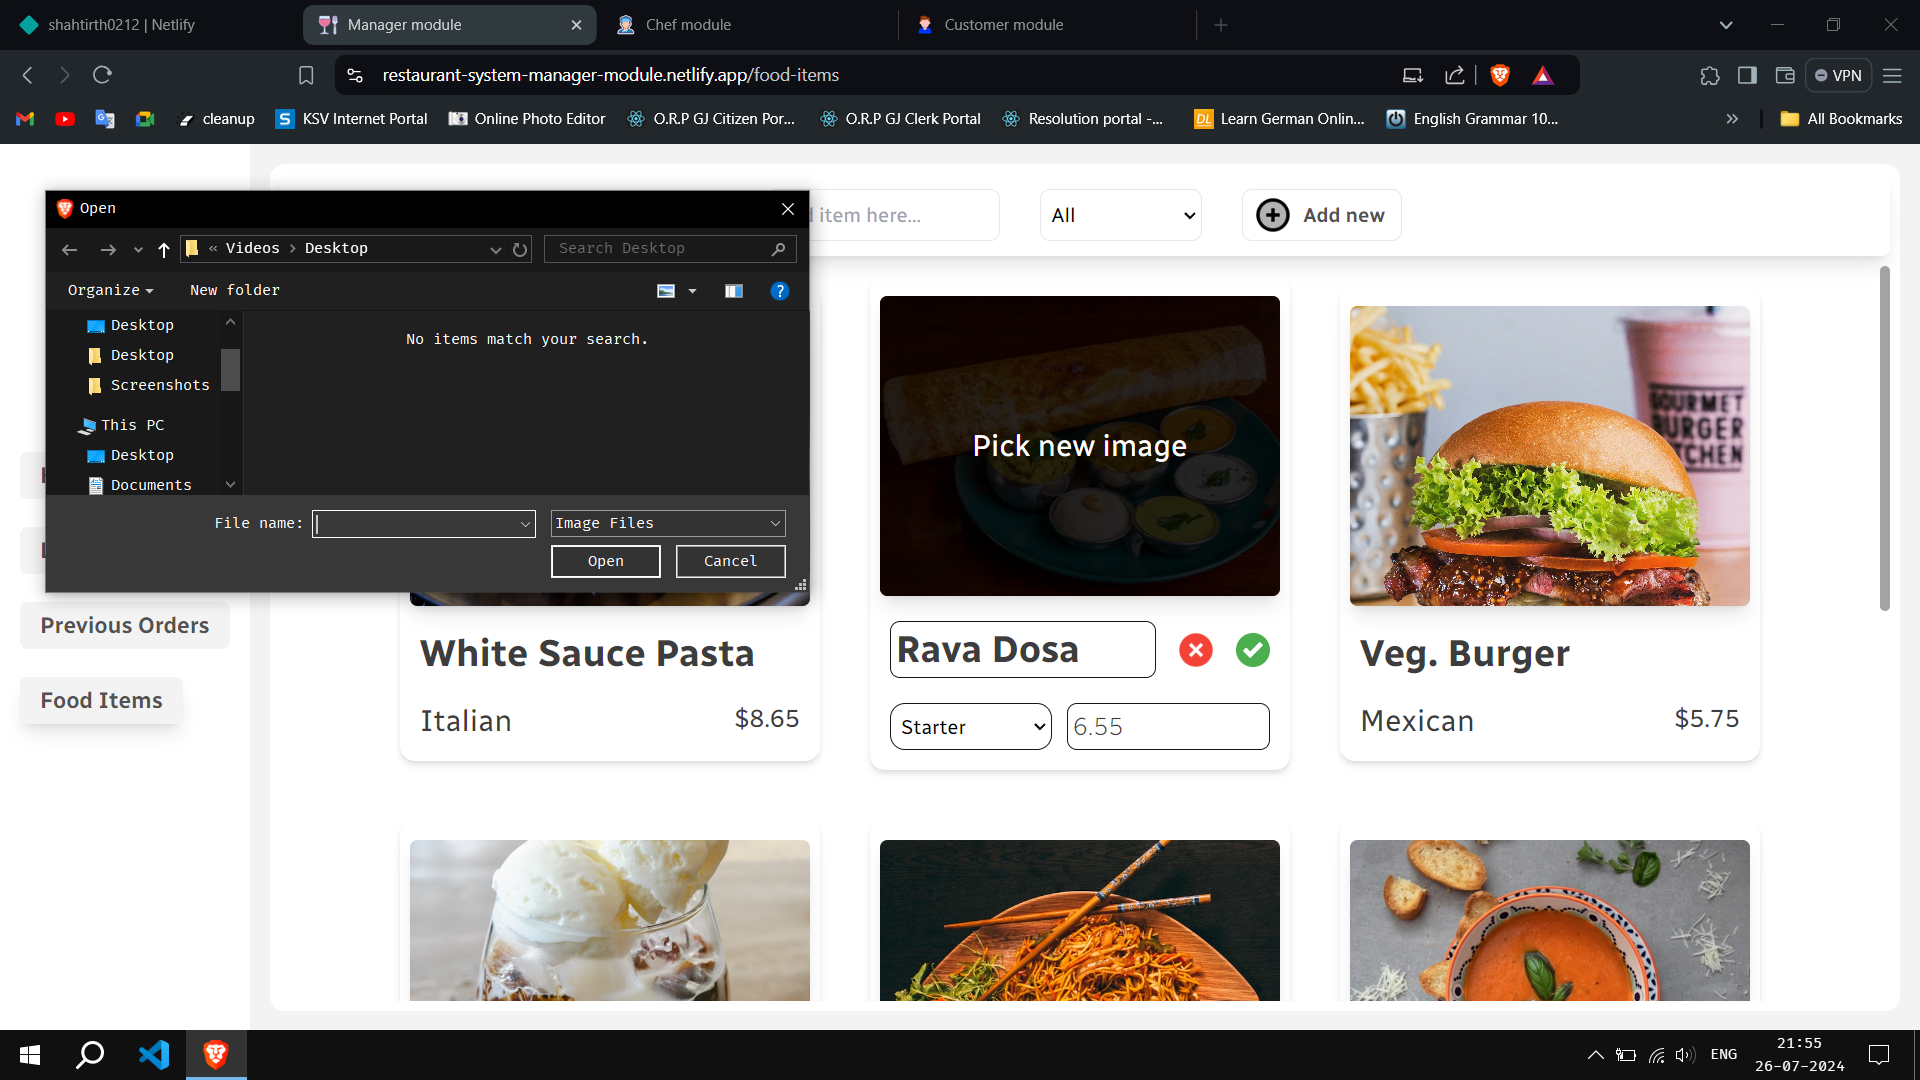 shahtirth0212 | Netlify
Manager module
Chef module
Customer module
restaurant-system-manager-module.netlify.app/food-items
VPN
cleanup
KSV Internet Portal
Online Photo Editor
O.R.P GJ Citizen Por...
O.R.P GJ Clerk Portal
Resolution portal -...
DL
Learn German Onlin...
English Grammar 10...
All Bookmarks
Open
« Videos > Desktop
Search Desktop
Organize
New folder
Desktop
Desktop
Screenshots
This PC
Desktop
Documents
No items match your search.
File name:
Image Files
Open
Cancel
item here...
All
Add new
Previous Orders
Food Items
Pick new image
GOURMET
BURGER
KITCHEN
White Sauce Pasta
Italian
$8.65
Rava Dosa
Starter
6.55
Veg. Burger
Mexican
$5.75
ENG
21:55
26-07-2024